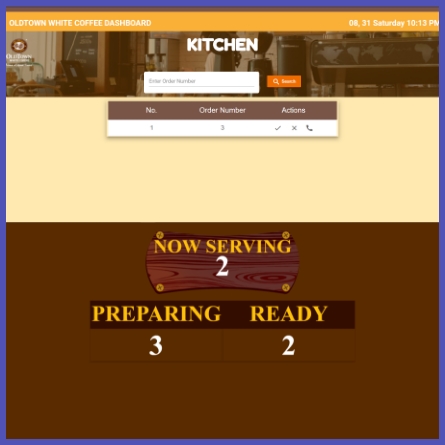 OLDTOWN WHITE COFFEE DASHBOARD
08, 31 Saturday 10:13 PM
KITCHEN
Enter Order Number
Search
No. Order Number Actions
1 3
NOW SERVING
2
PREPARING READY
3 2